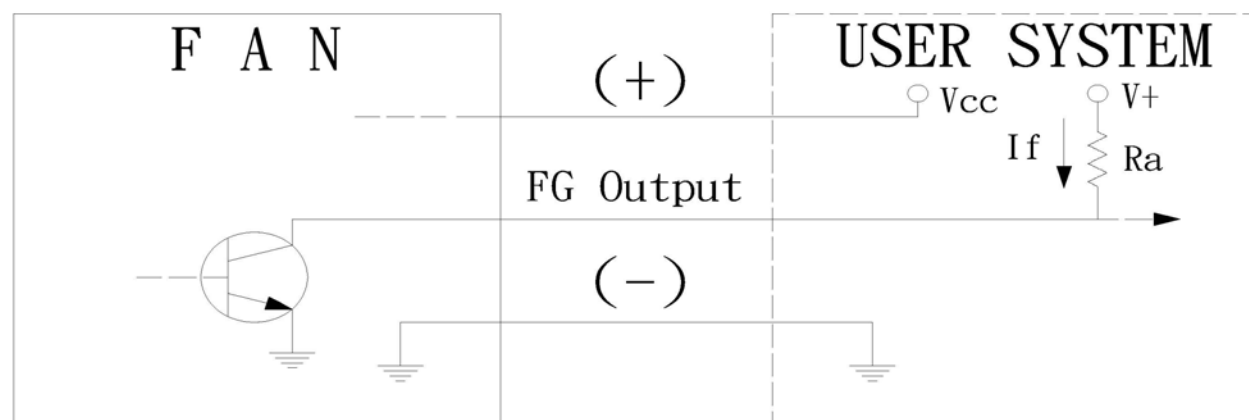 F A N
USER SYSTEM
(+)
Vcc
V+
If
Ra
FG Output
(-)